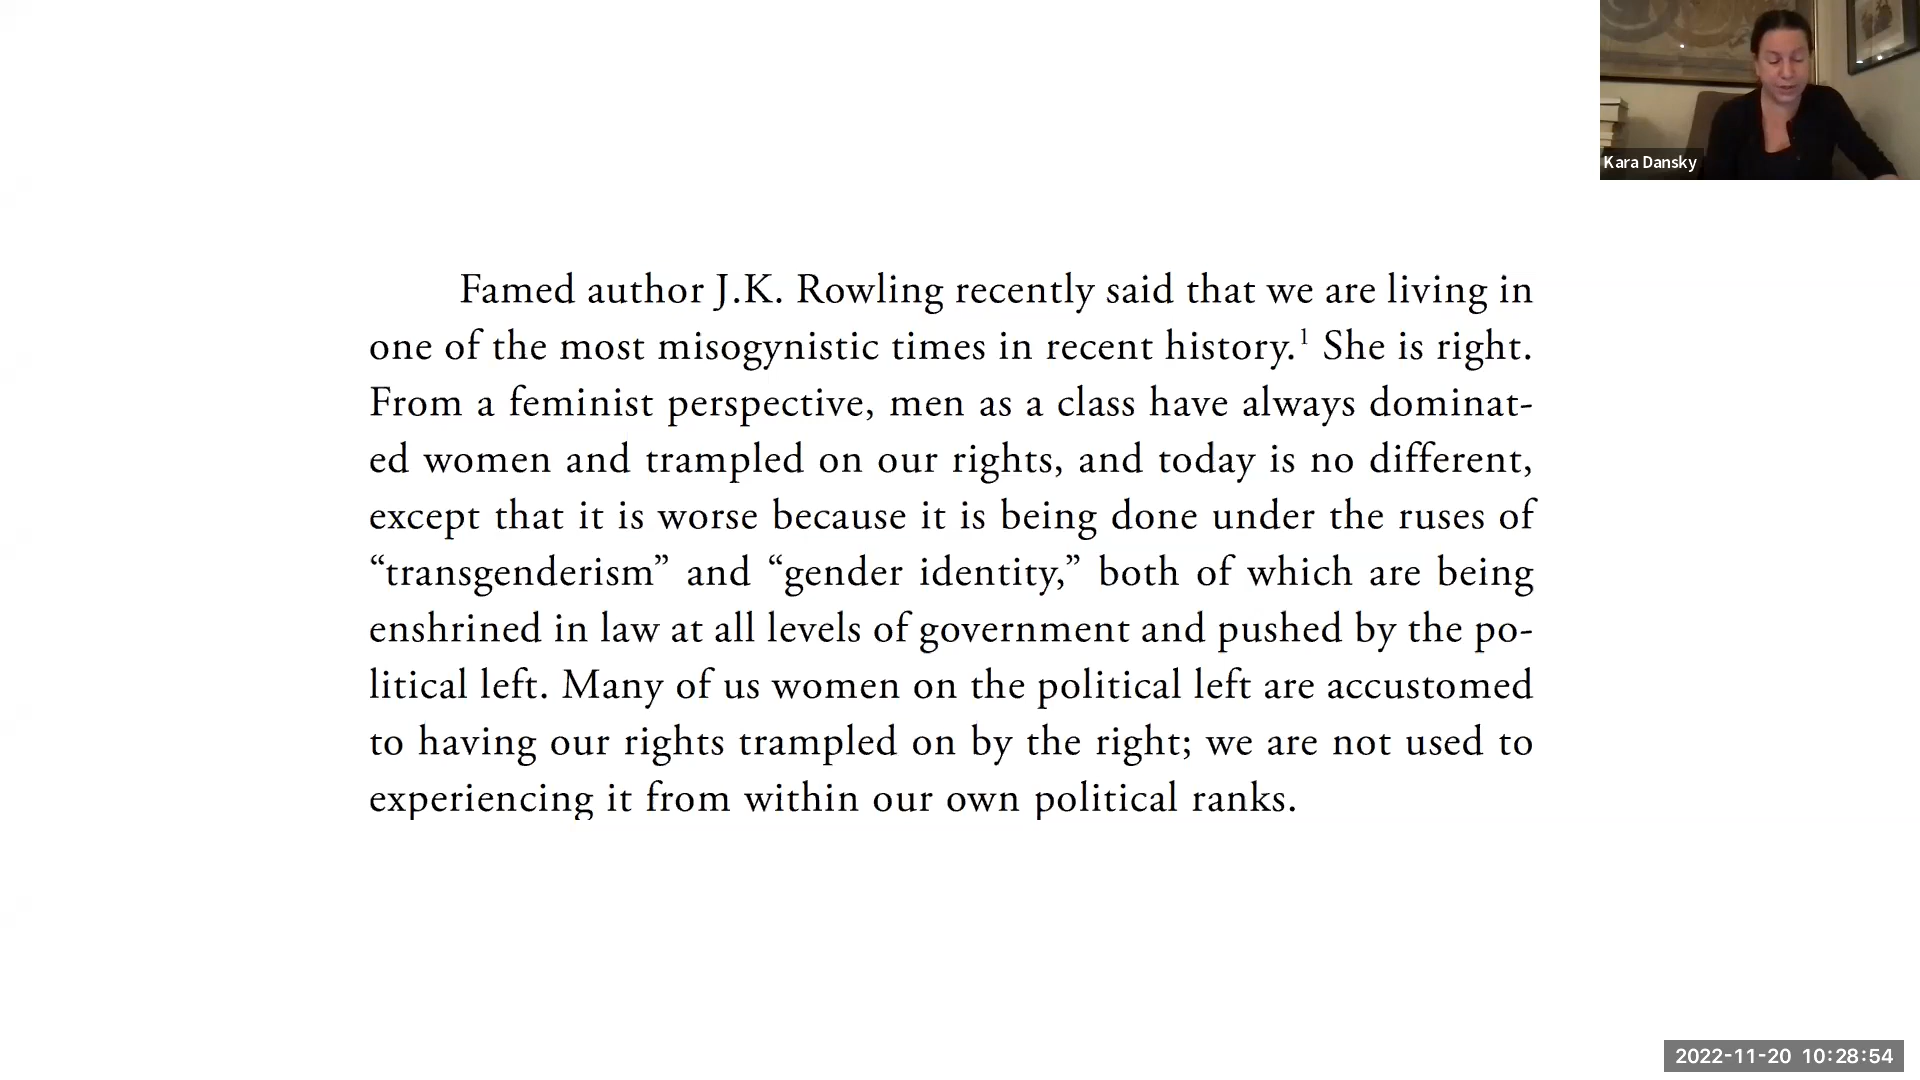 Kara Dansky
Famed author J.K. Rowling recently said that we are living in
one of the most misogynistic times in recent history.¹ She is right.
From a feminist perspective, men as a class have always dominat-
ed women and trampled on our rights, and today is no different,
except that it is worse because it is being done under the ruses of
“transgenderism” and “gender identity,” both of which are being
enshrined in law at all levels of government and pushed by the po-
litical left. Many of us women on the political left are accustomed
to having our rights trampled on by the right; we are not used to
experiencing it from within our own political ranks.
2022-11-20 10:28:54